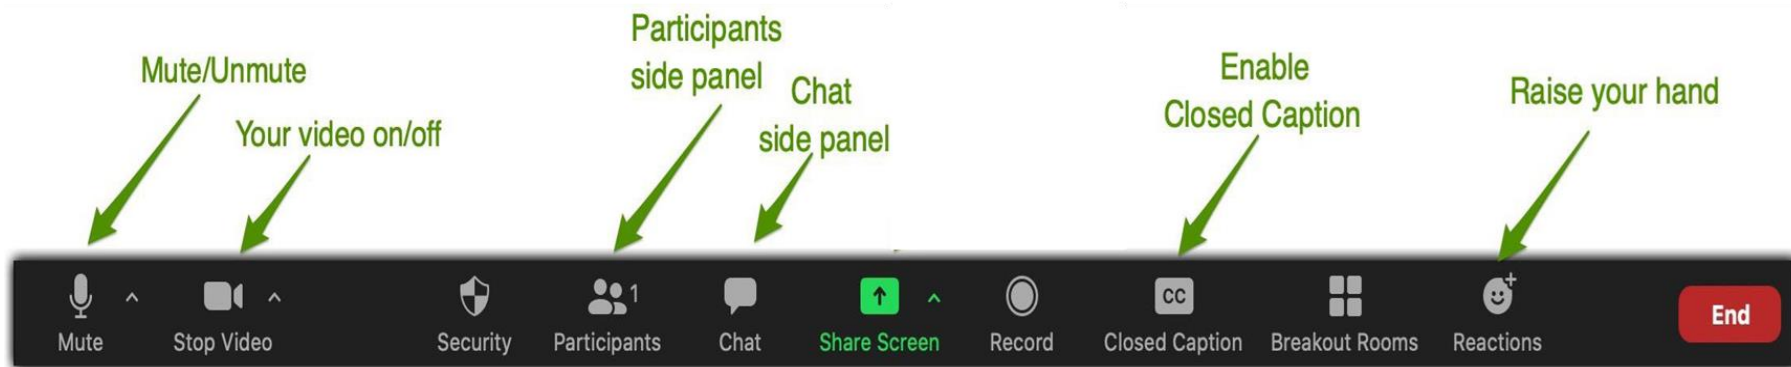 Mute/Unmute
Your video on/off
Participants
side panel
Chat
side panel
Enable
Closed Caption
Raise your hand
Mute
Stop Video
Security
1
Participants
Chat
Share Screen
Record
CC
Closed Caption
Breakout Rooms
Reactions
End